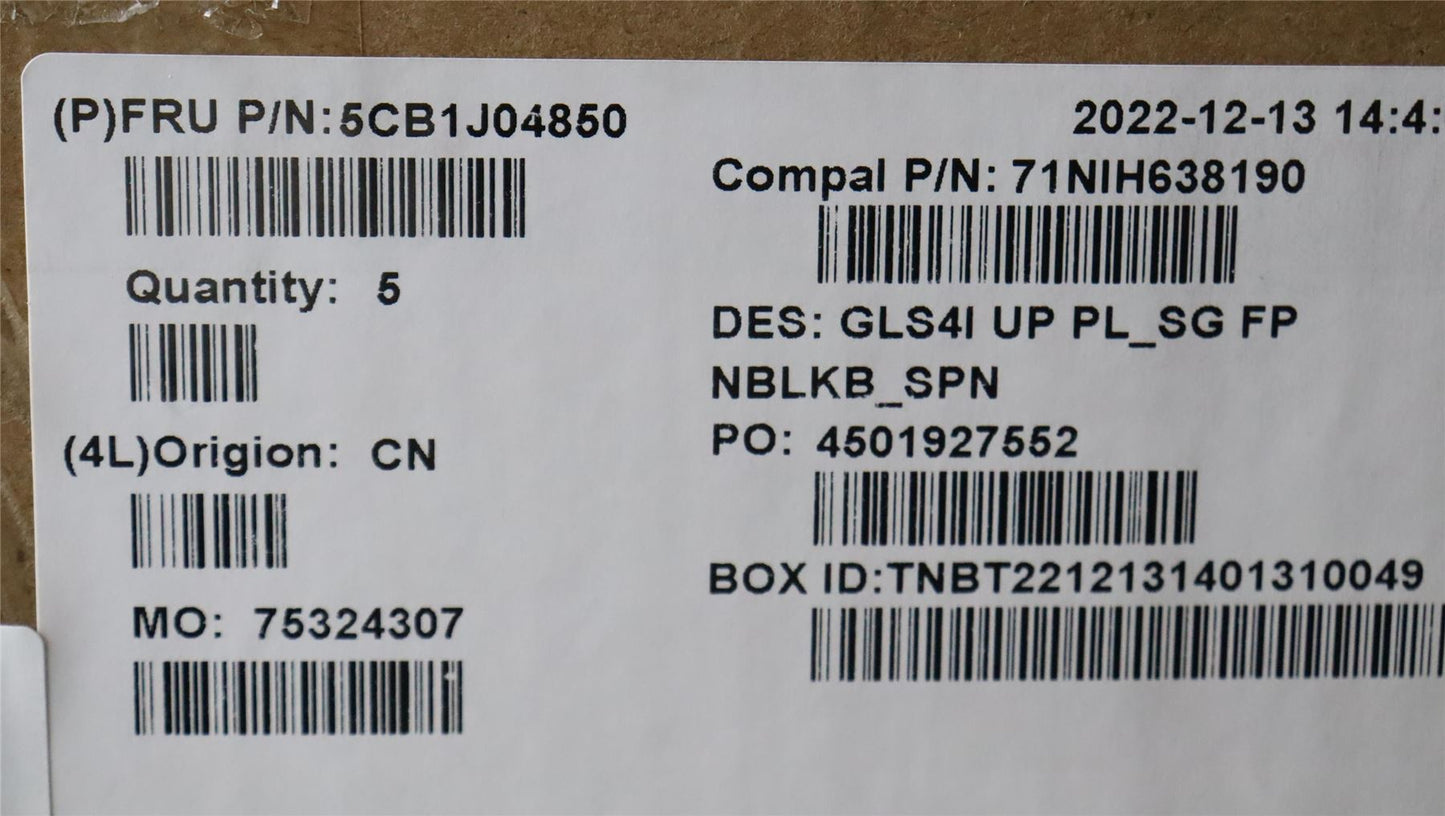 (P)FRU P/N:5CB1J04850
2022-12-13 14:4:
Compal P/N: 71NIH638190
Quantity: 5
DES: GLS4I UP PL_SG FP
NBLKB_SPN
(4L)Origion: CN
PO: 4501927552
BOX ID:TNBT2212131401310049
MO: 75324307